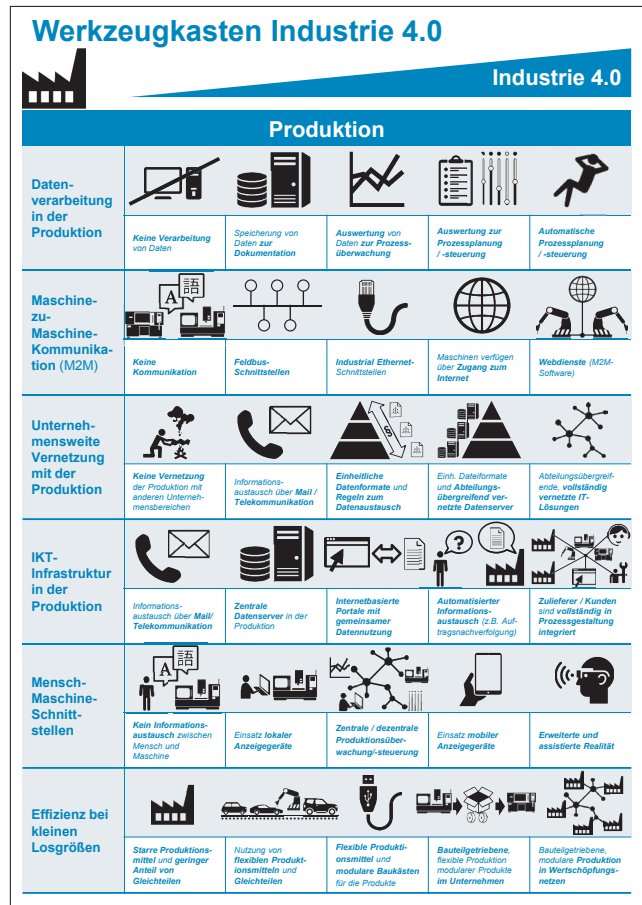 Werkzeugkasten Industrie 4.0
Industrie 4.0
Produktion
Daten-
verarbeitung
in der
Produktion
Keine Verarbeitung
von Daten
Speicherung von
Daten zur
Dokumentation
Auswertung von
Daten zur Prozess-
überwachung
Auswertung zur
Prozessplanung
/ -steuerung
Automatische
Prozessplanung
/ -steuerung
Maschine-
zu-
Maschine-
Kommunika-
tion (M2M)
A 語
Keine
Kommunikation
Feldbus-
Schnittstellen
Industrial Ethernet-
Schnittstellen
Maschinen verfügen
über Zugang zum
Internet
Webdienste (M2M-
Software)
Unterneh-
mensweite
Vernetzung
mit der
Produktion
§
Keine Vernetzung
der Produktion mit
anderen Unterneh-
mensbereichen
Informations-
austausch über Mail /
Telekommunikation
Einheitliche
Datenformate und
Regeln zum
Datenaustausch
Einh. Dateiformate
und Abteilungs-
übergreifend ver-
netzte Datenserver
Abteilungsübergreif-
ende, vollständig
vernetzte IT-
Lösungen
IKT-
Infrastruktur
in der
Produktion
?
Informations-
austausch über Mail/
Telekommunikation
Zentrale
Datenserver in der
Produktion
Internetbasierte
Portale mit
gemeinsamer
Datennutzung
Automatisierter
Informations-
austausch (z.B. Auf-
tragsnachverfolgung)
Zulieferer / Kunden
sind vollständig in
Prozessgestaltung
integriert
Mensch-
Maschine-
Schnitt-
stellen
A 語
Kein Informations-
austausch zwischen
Mensch und
Maschine
Einsatz lokaler
Anzeigegeräte
Zentrale / dezentrale
Produktionsüber-
wachung/-steuerung
Einsatz mobiler
Anzeigegeräte
Erweiterte und
assistierte Realität
Effizienz bei
kleinen
Losgrößen
Starre Produktions-
mittel und geringer
Anteil von
Gleichteilen
Nutzung von
flexiblen Produkt-
ionsmitteln und
Gleichteilen
Flexible Produkti-
onsmittel und
modulare Baukästen
für die Produkte
Bauteilgetriebene,
flexible Produktion
modularer Produkte
im Unternehmen
Bauteilgetriebene,
modulare Produktion
in Wertschöpfungs-
netzen